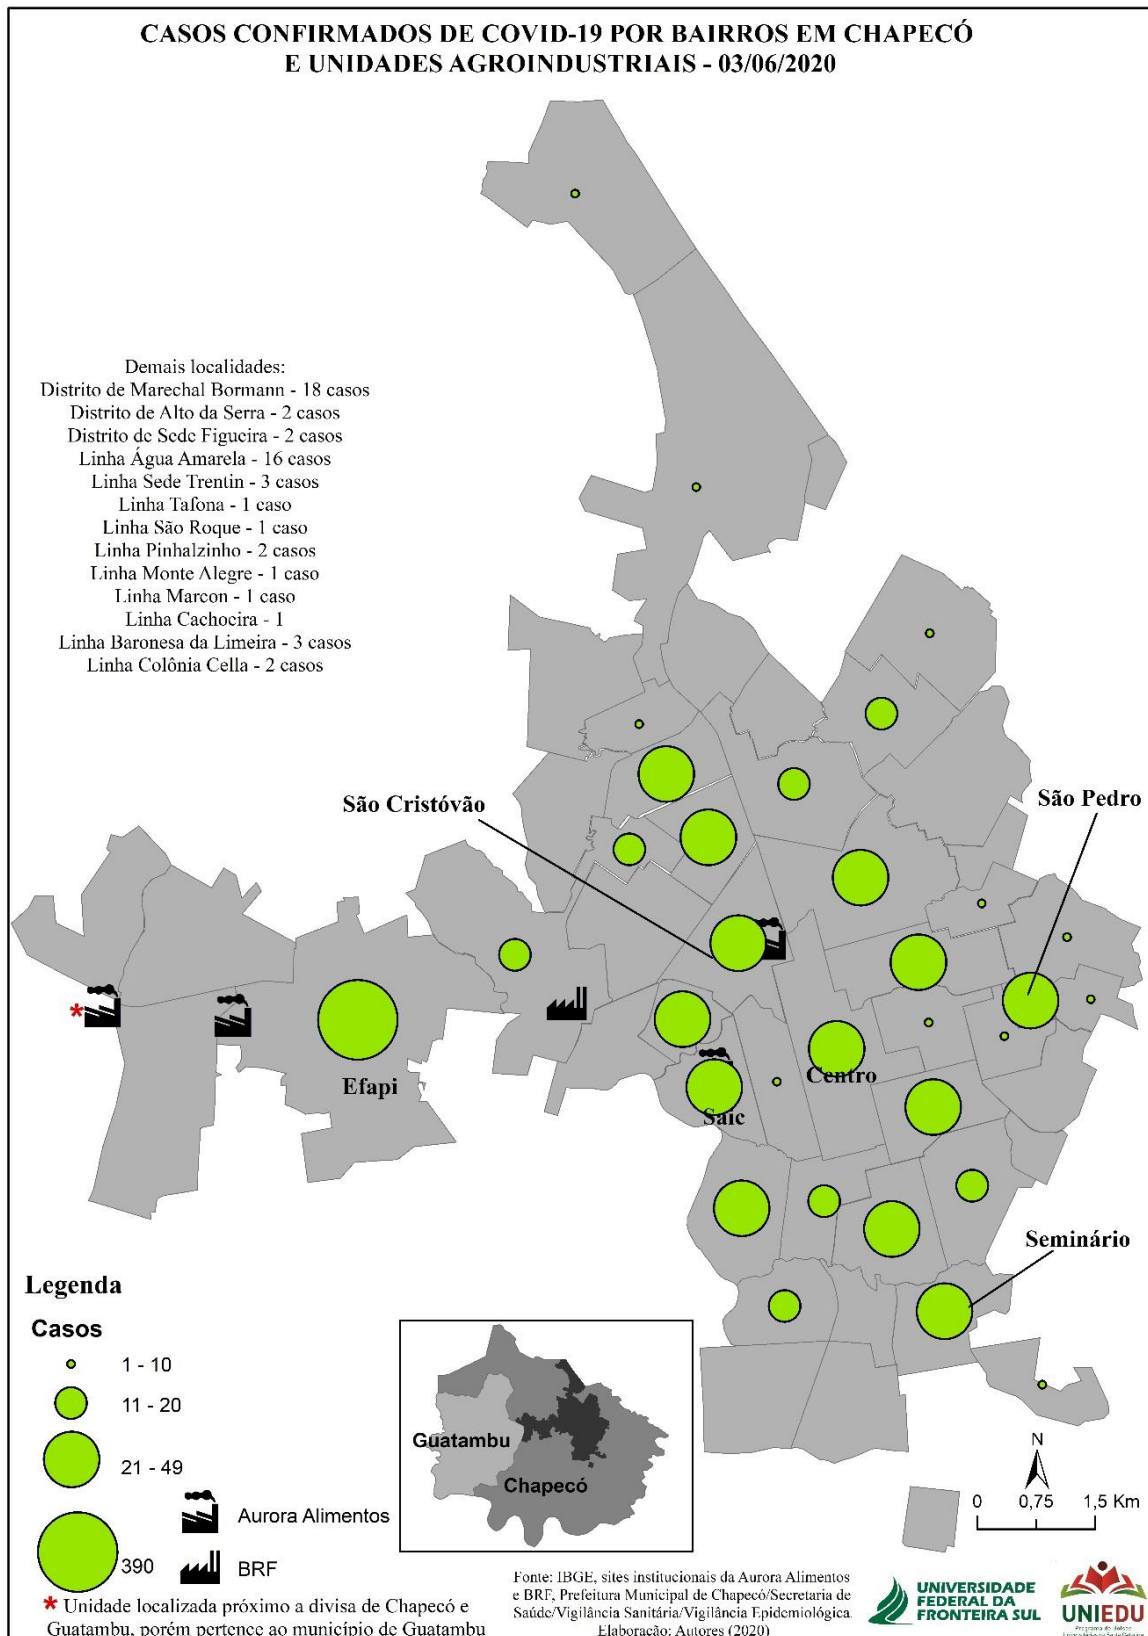 CASOS CONFIRMADOS DE COVID-19 POR BAIRROS EM CHAPECÓ
E UNIDADES AGROINDUSTRIAIS - 03/06/2020
Demais localidades:
Distrito de Marechal Bormann - 18 casos
Distrito de Alto da Serra - 2 casos
Distrito de Sede Figueira - 2 casos
Linha Água Amarela - 16 casos
Linha Sede Trentin - 3 casos
Linha Tafona - 1 caso
Linha São Roque - 1 caso
Linha Pinhalzinho - 2 casos
Linha Monte Alegre - 1 caso
Linha Marcon - 1 caso
Linha Cachoeira - 1
Linha Baronesa da Limeira - 3 casos
Linha Colônia Cella - 2 casos
São Cristóvão
São Pedro
*
Efapi
Centro
Saic
Seminário
Legenda
Casos
1 - 10
11 - 20
21 - 49
390
Aurora Alimentos
BRF
* Unidade localizada próximo a divisa de Chapecó e
Guatambu, porém pertence ao município de Guatambu
Guatambu
Chapecó
N
0 0,75 1,5 Km
Fonte: IBGE, sites institucionais da Aurora Alimentos
e BRF, Prefeitura Municipal de Chapecó/Secretaria de
Saúde/Vigilância Sanitária/Vigilância Epidemiológica.
Elaboração: Autores (2020)
UNIVERSIDADE
FEDERAL DA
FRONTEIRA SUL
UNIEDU